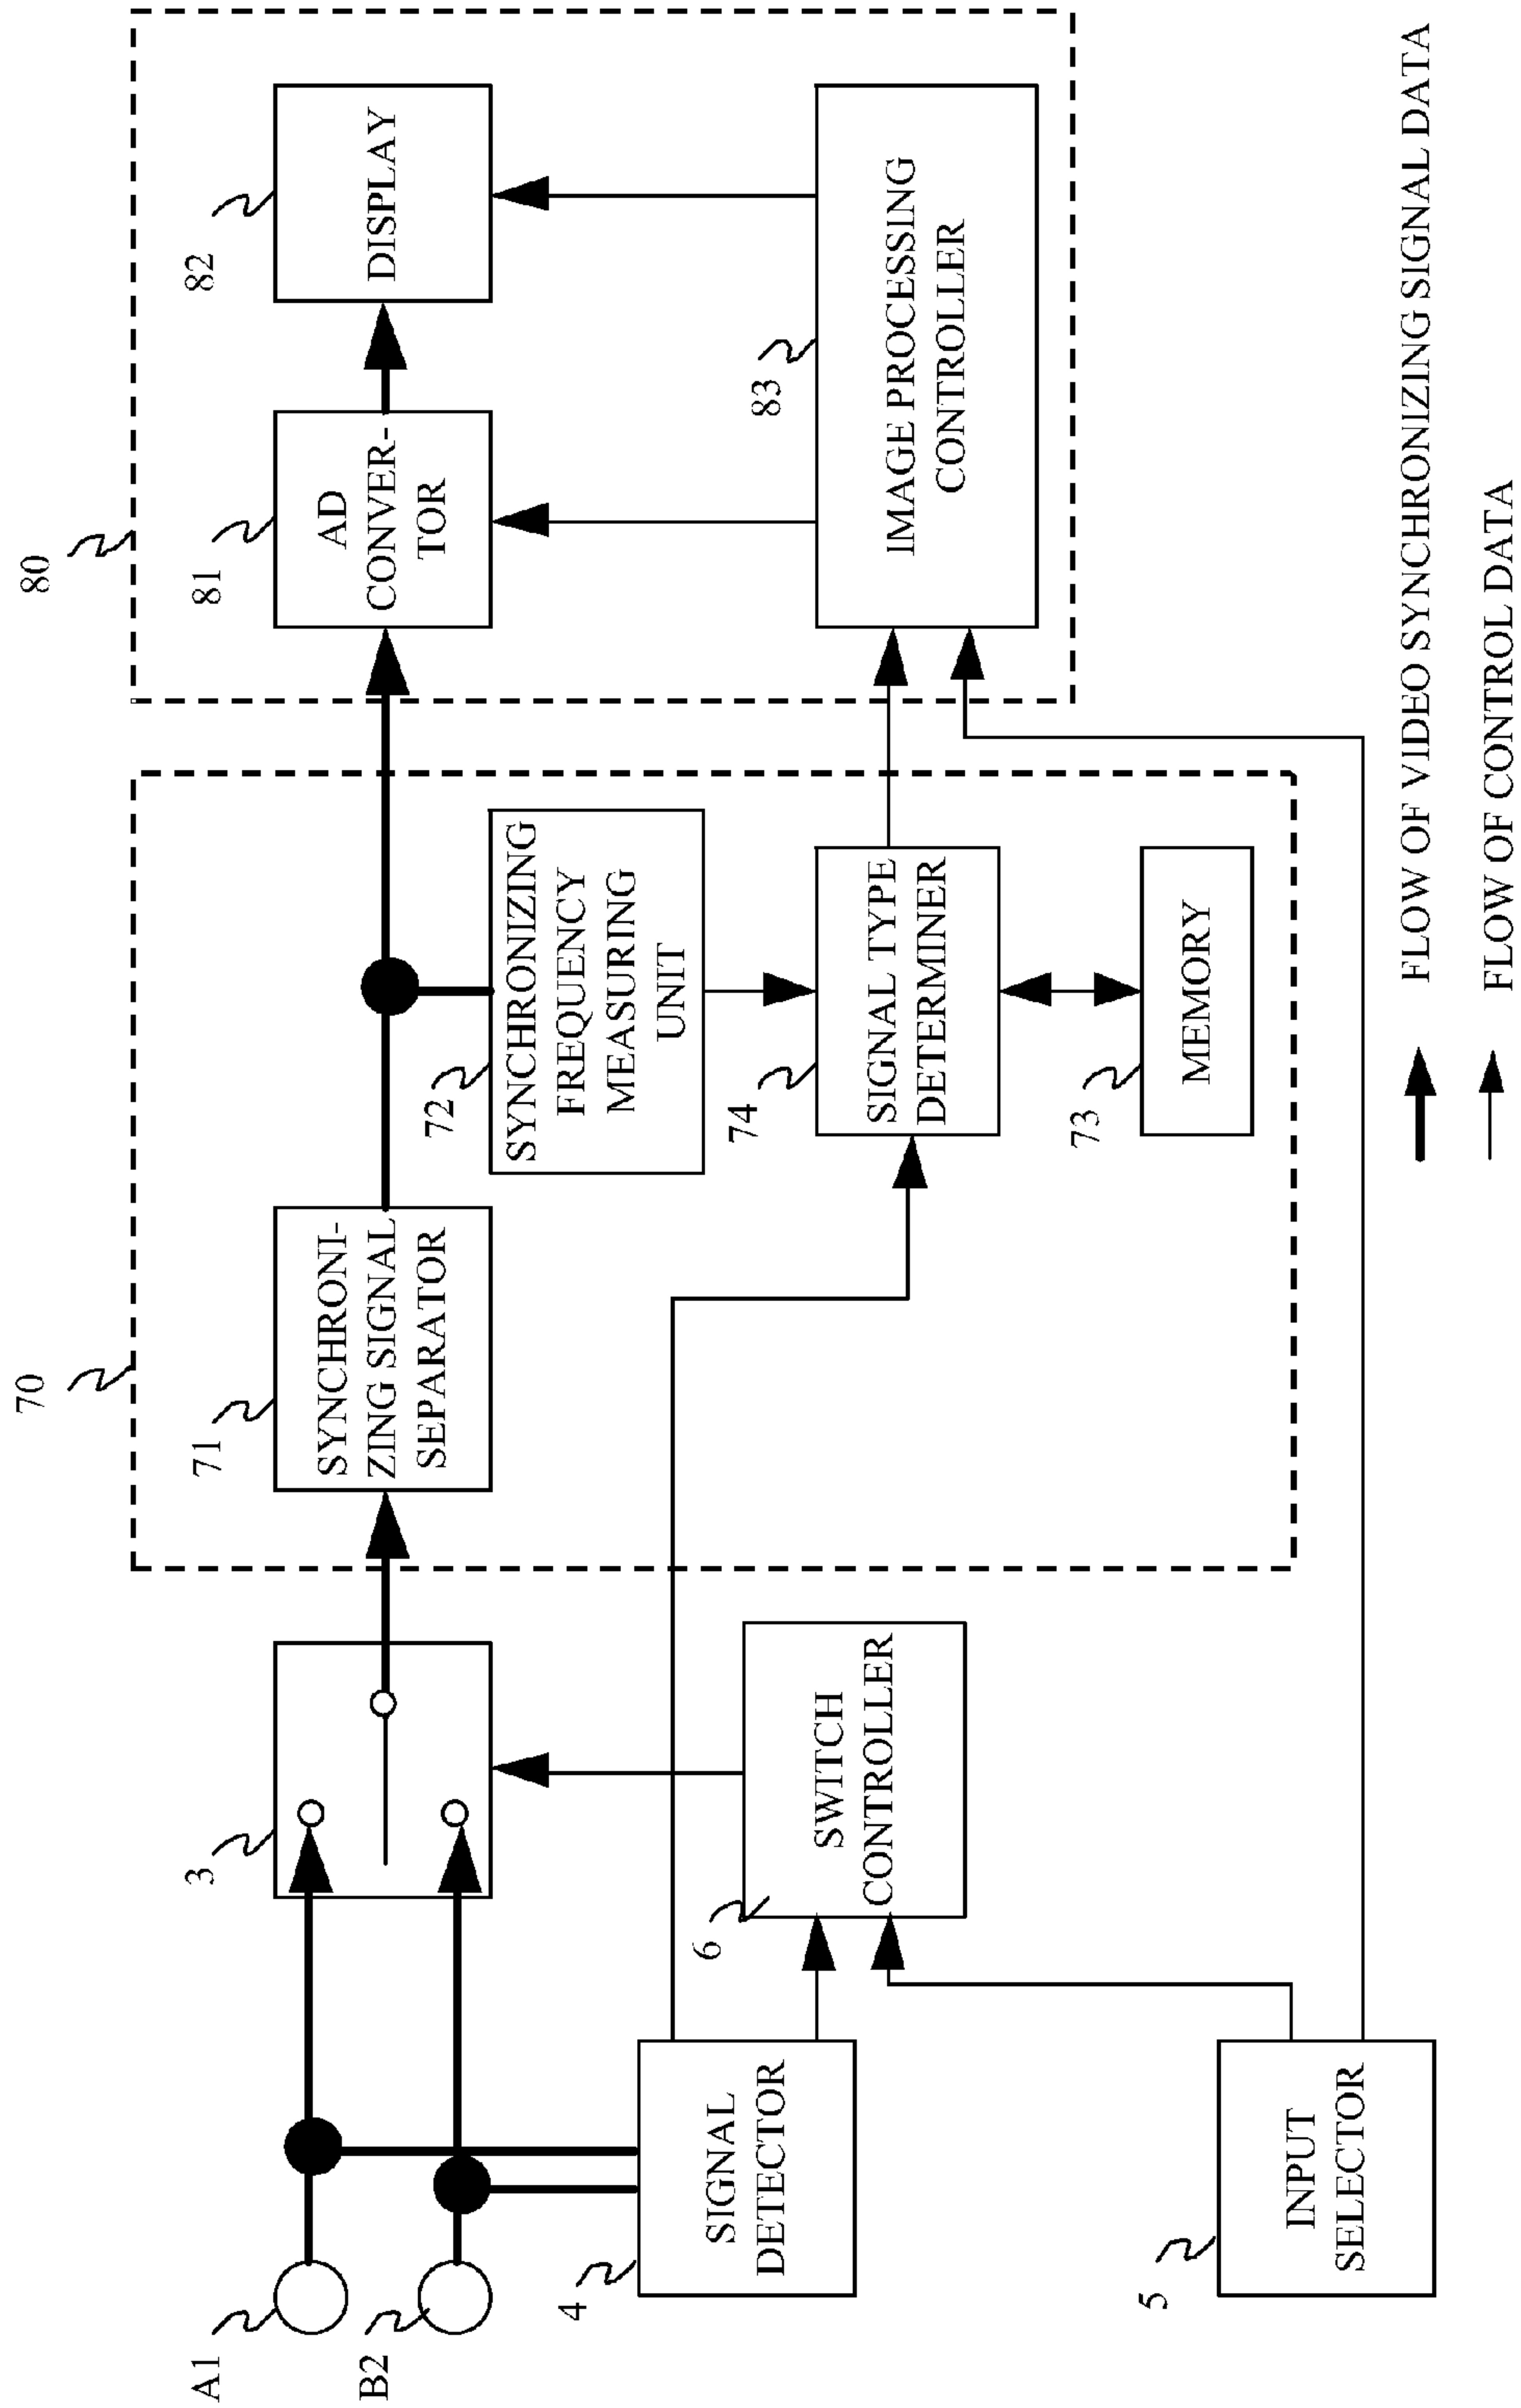 A1
B2
3
4
SIGNAL
DETECTOR
5
INPUT
SELECTOR
6
SWITCH
CONTROLLER
70
71
SYNCHRONI-
ZING SIGNAL
SEPARATOR
72
SYNCHRONIZING
FREQUENCY
MEASURING
UNIT
74
SIGNAL TYPE
DETERMINER
73
MEMORY
80
81
AD
CONVER-
TOR
82
DISPLAY
83
IMAGE PROCESSING
CONTROLLER
FLOW OF VIDEO SYNCHRONIZING SIGNAL DATA
FLOW OF CONTROL DATA